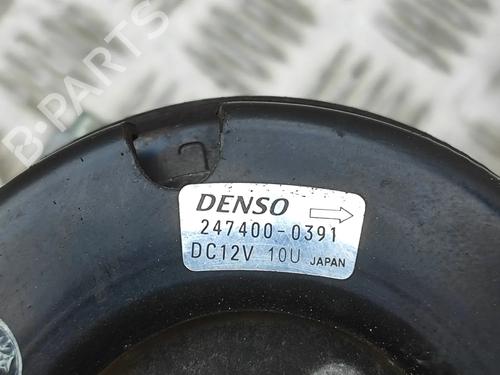 B-PARTS
DENSO
247400-0391
DC12V 10U JAPAN